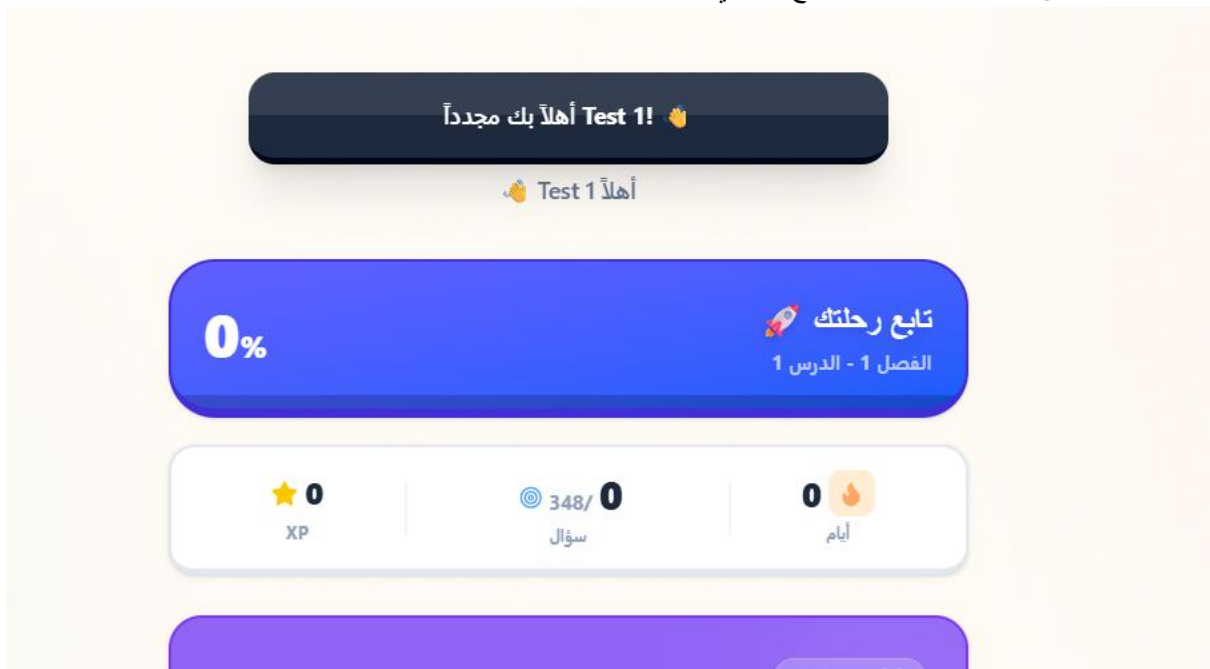 أهلاً بك مجدداً Test 1! 👋
أهلاً Test 1 👋
تابع رحلتك 🚀
الفصل 1 - الدرس 1
0%
0
أيام
0/348
سؤال
0
XP